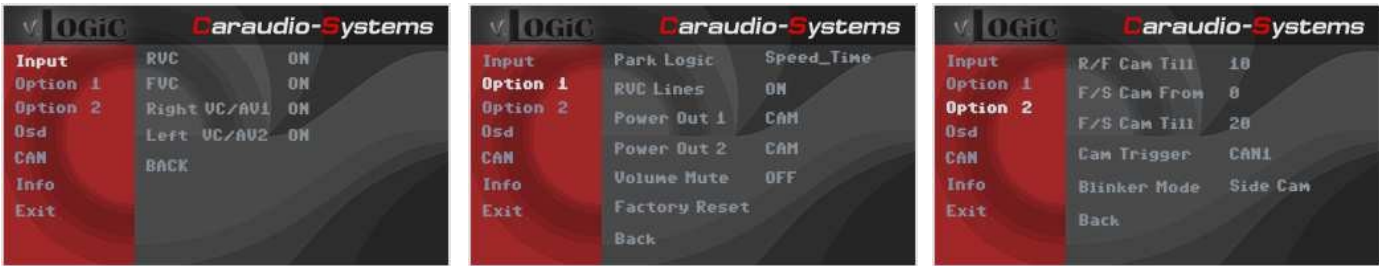 v.LOGiC Caraudio-Systems
Input RVC ON
Option 1 FVC ON
Option 2 Right VC/AV1 ON
Osd Left VC/AV2 ON
CAN BACK
Info
Exit
v.LOGiC Caraudio-Systems
Input Park Logic Speed_Time
Option 1 RVC Lines ON
Option 2 Power Out 1 CAM
Osd
CAN Power Out 2 CAM
Info Volume Mute OFF
Exit Factory Reset
Back
v.LOGiC Caraudio-Systems
Input R/F Cam Till 10
Option 1 F/S Cam From 0
Option 2 F/S Cam Till 20
Osd
CAN Cam Trigger CAN1
Info Blinker Mode Side Cam
Exit Back